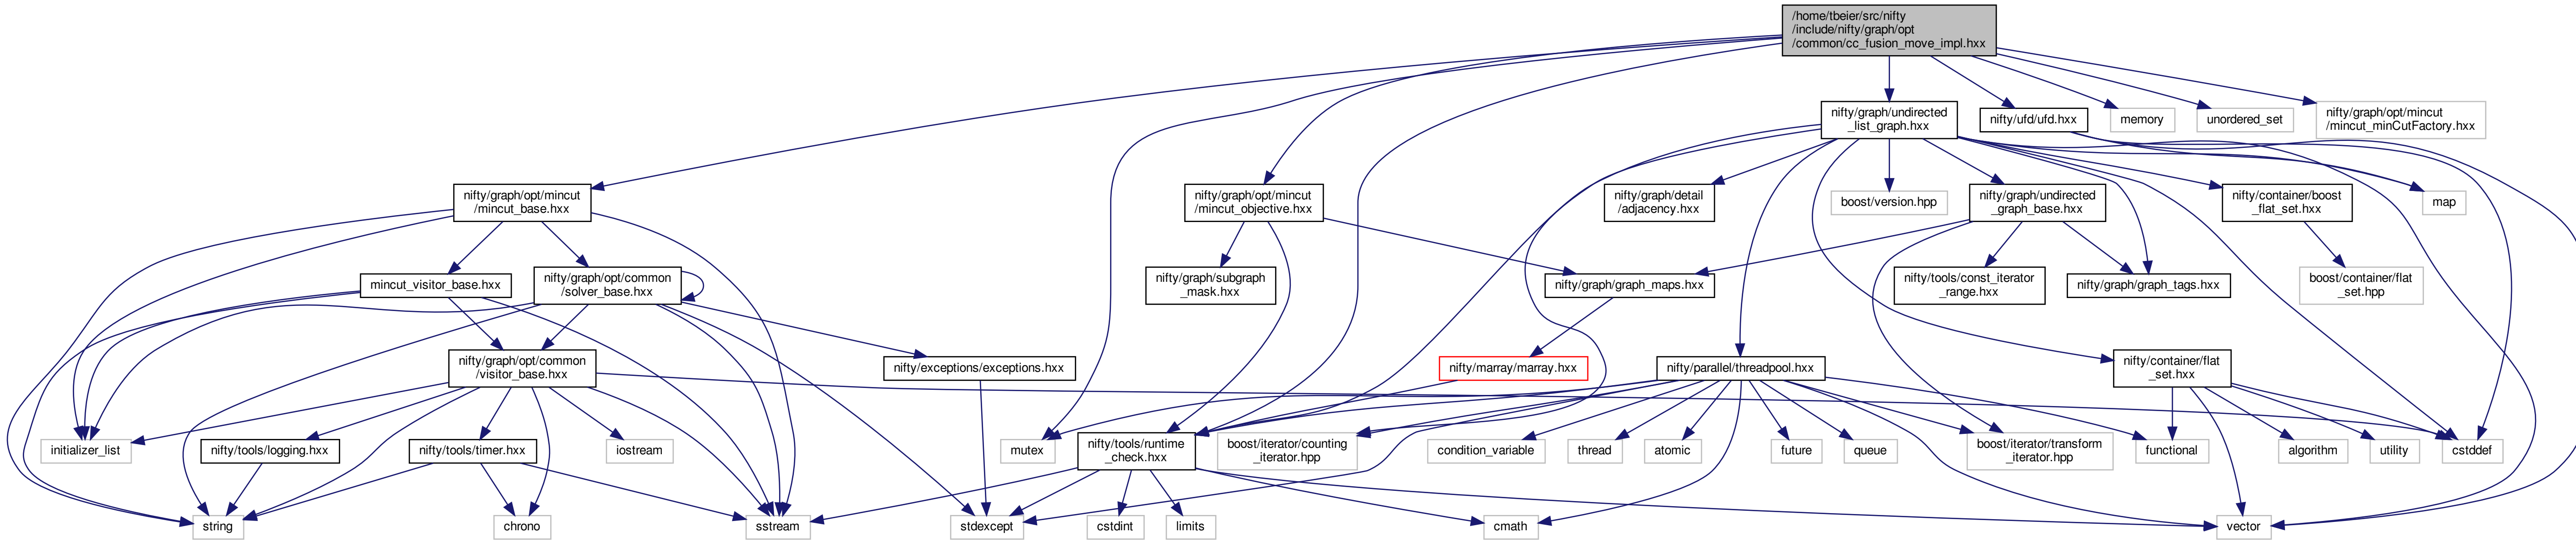 /home/tbeier/src/nifty
/include/nifty/graph/opt
/common/cc_fusion_move_impl.hxx
nifty/graph/undirected
_list_graph.hxx
nifty/ufd/ufd.hxx
memory
unordered_set
nifty/graph/opt/mincut
/mincut_minCutFactory.hxx
nifty/graph/opt/mincut
/mincut_base.hxx
nifty/graph/opt/mincut
/mincut_objective.hxx
nifty/graph/detail
/adjacency.hxx
boost/version.hpp
nifty/graph/undirected
_graph_base.hxx
nifty/container/boost
_flat_set.hxx
map
mincut_visitor_base.hxx
nifty/graph/opt/common
/solver_base.hxx
nifty/graph/subgraph
_mask.hxx
nifty/graph/graph_maps.hxx
nifty/tools/const_iterator
_range.hxx
nifty/graph/graph_tags.hxx
boost/container/flat
_set.hpp
nifty/graph/opt/common
/visitor_base.hxx
nifty/exceptions/exceptions.hxx
nifty/marray/marray.hxx
nifty/parallel/threadpool.hxx
nifty/container/flat
_set.hxx
initializer_list
nifty/tools/logging.hxx
nifty/tools/timer.hxx
iostream
mutex
nifty/tools/runtime
_check.hxx
boost/iterator/counting
_iterator.hpp
condition_variable
thread
atomic
future
queue
boost/iterator/transform
_iterator.hpp
functional
algorithm
utility
cstddef
string
chrono
sstream
stdexcept
cstdint
limits
cmath
vector